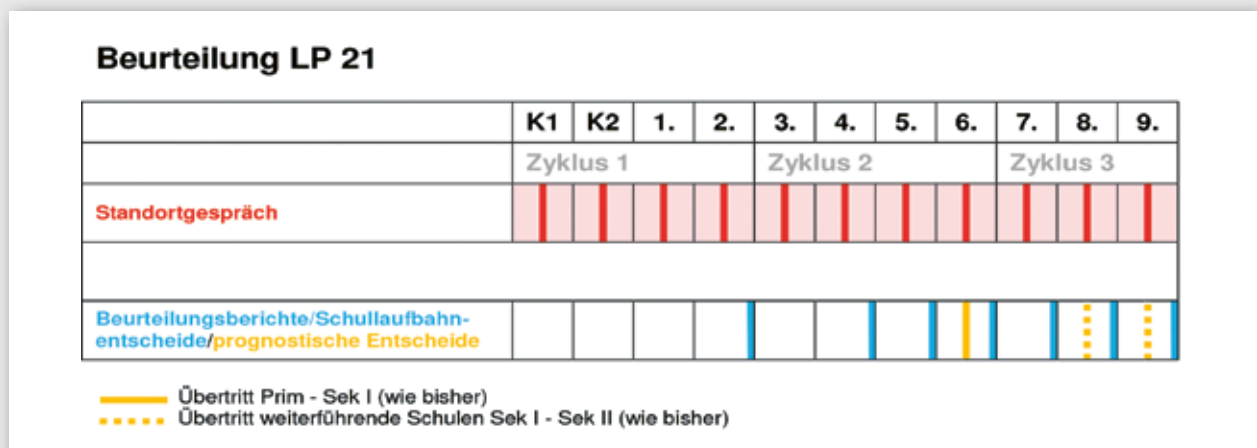 Beurteilung LP 21
K1 K2 1. 2. 3. 4. 5. 6. 7. 8. 9.
Zyklus 1 Zyklus 2 Zyklus 3
Standortgespräch
Beurteilungsberichte/Schullaufbahn-
entscheide/prognostische Entscheide
Übertritt Prim - Sek I (wie bisher)
Übertritt weiterführende Schulen Sek I - Sek II (wie bisher)